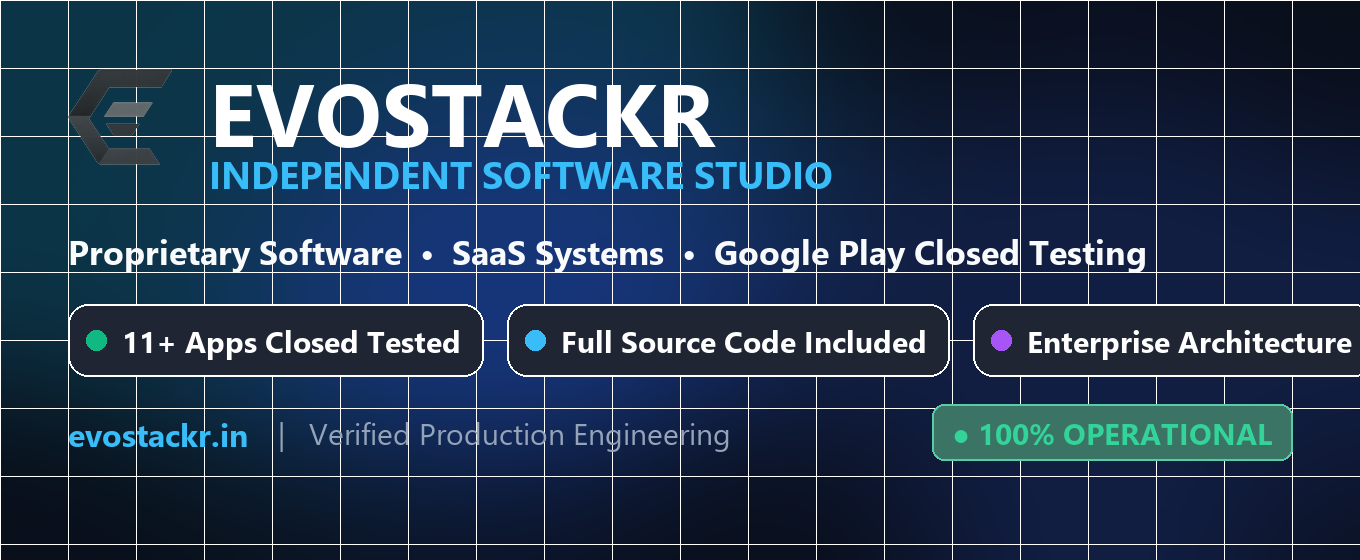 EVOSTACKR
INDEPENDENT SOFTWARE STUDIO
Proprietary Software • SaaS Systems • Google Play Closed Testing
11+ Apps Closed Tested
Full Source Code Included
Enterprise Architecture
evostackr.in | Verified Production Engineering
● 100% OPERATIONAL